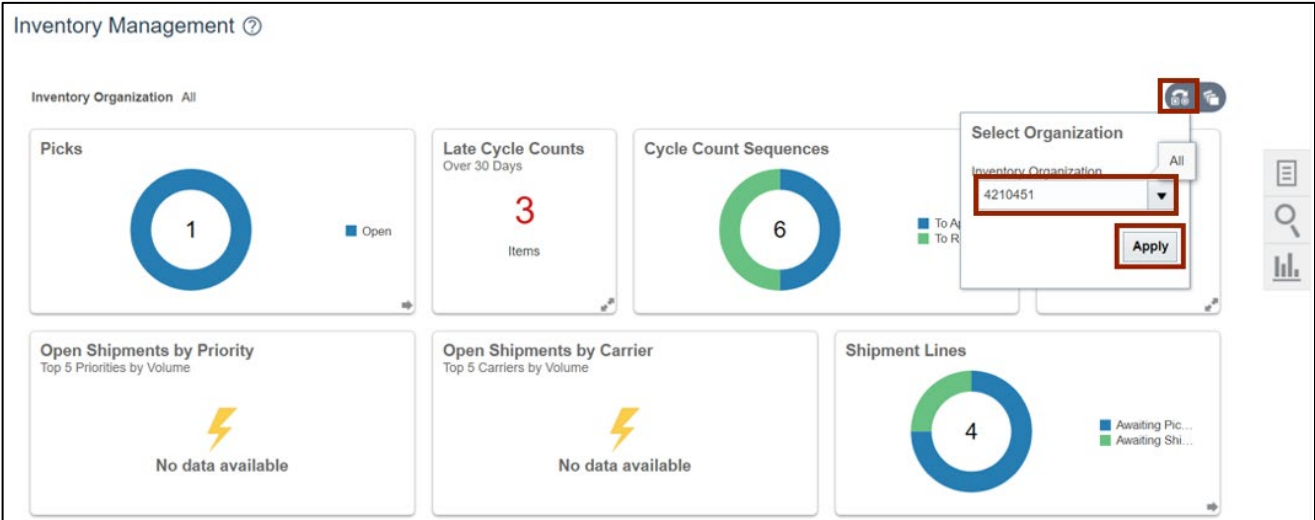 Inventory Management ?
Inventory Organization All
Picks
1
Open
Late Cycle Counts
Over 30 Days
3
Items
Cycle Count Sequences
6
To Ap
To R
Select Organization
All
Inventory Organization
4210451
Apply
Open Shipments by Priority
Top 5 Priorities by Volume
No data available
Open Shipments by Carrier
Top 5 Carriers by Volume
No data available
Shipment Lines
4
Awaiting Pic...
Awaiting Shi...